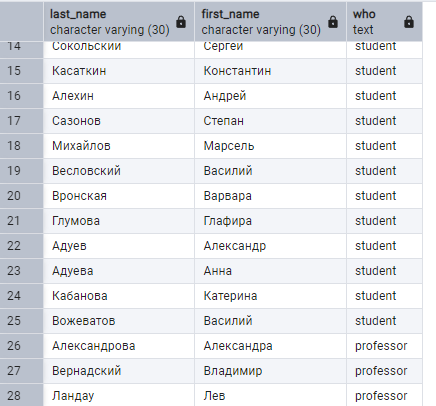 last_name first_name who
character varying (30) character varying (30) text
14 Сокольский Сергей student
15 Касаткин Константин student
16 Алехин Андрей student
17 Сазонов Степан student
18 Михайлов Марсель student
19 Весловский Василий student
20 Вронская Варвара student
21 Глумова Глафира student
22 Адуев Александр student
23 Адуева Анна student
24 Кабанова Катерина student
25 Вожеватов Василий student
26 Александрова Александра professor
27 Вернадский Владимир professor
28 Ландау Лев professor